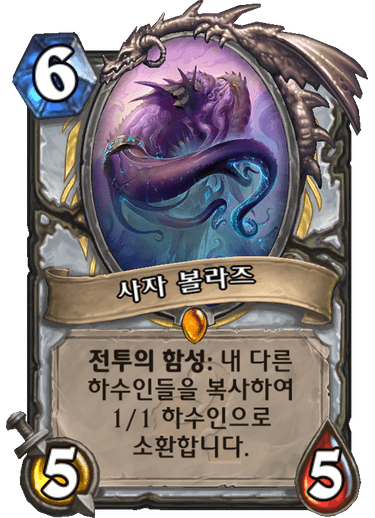 6
사자 볼라즈
전투의 함성: 내 다른
하수인들을 복사하여
1/1 하수인으로
소환합니다.
5
5